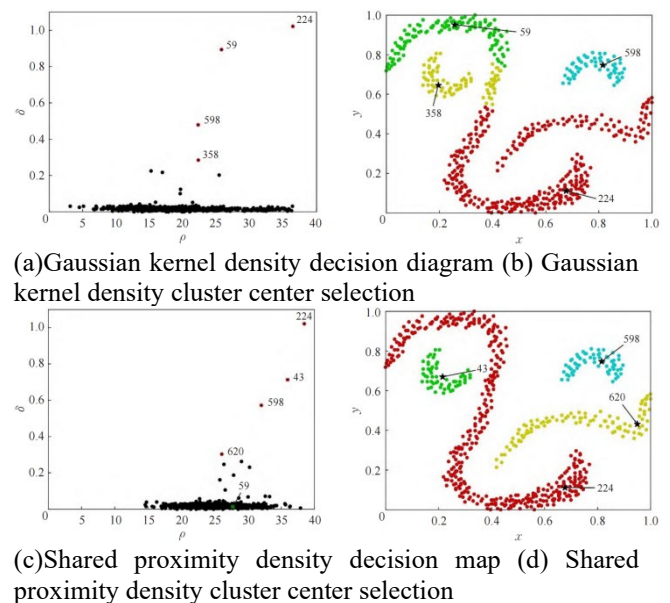 224
59
598
358
1.0
0.8
0.6
0.4
0.2
0
δ
0 5 10 15 20 25 30 35 40
ρ
59
598
358
224
1.0
0.8
0.6
0.4
0.2
y
0 0.2 0.4 0.6 0.8 1.0
x
(a)Gaussian kernel density decision diagram (b) Gaussian
kernel density cluster center selection
224
43
598
620
59
1.0
0.8
0.6
0.4
0.2
0
δ
0 5 10 15 20 25 30 35 40
ρ
598
43
620
224
1.0
0.8
0.6
0.4
0.2
y
0 0.2 0.4 0.6 0.8 1.0
x
(c)Shared proximity density decision map (d) Shared
proximity density cluster center selection